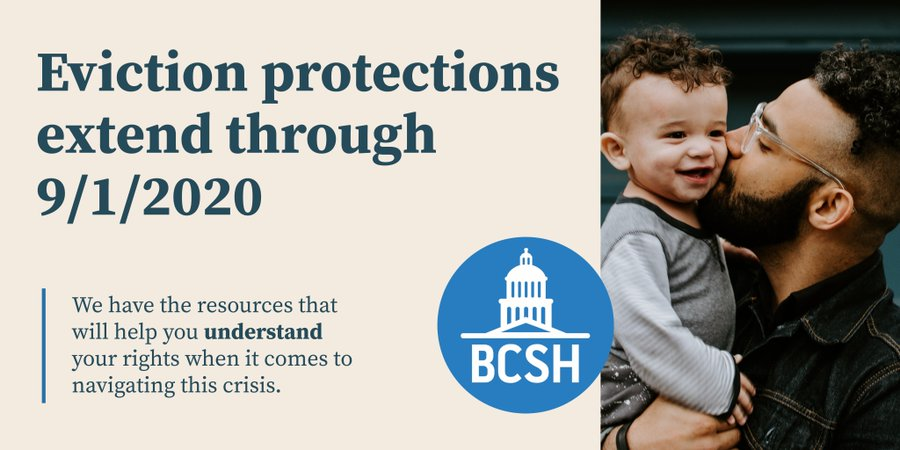 Eviction protections
extend through
9/1/2020
We have the resources that
will help you understand
your rights when it comes to
navigating this crisis.
BCSH